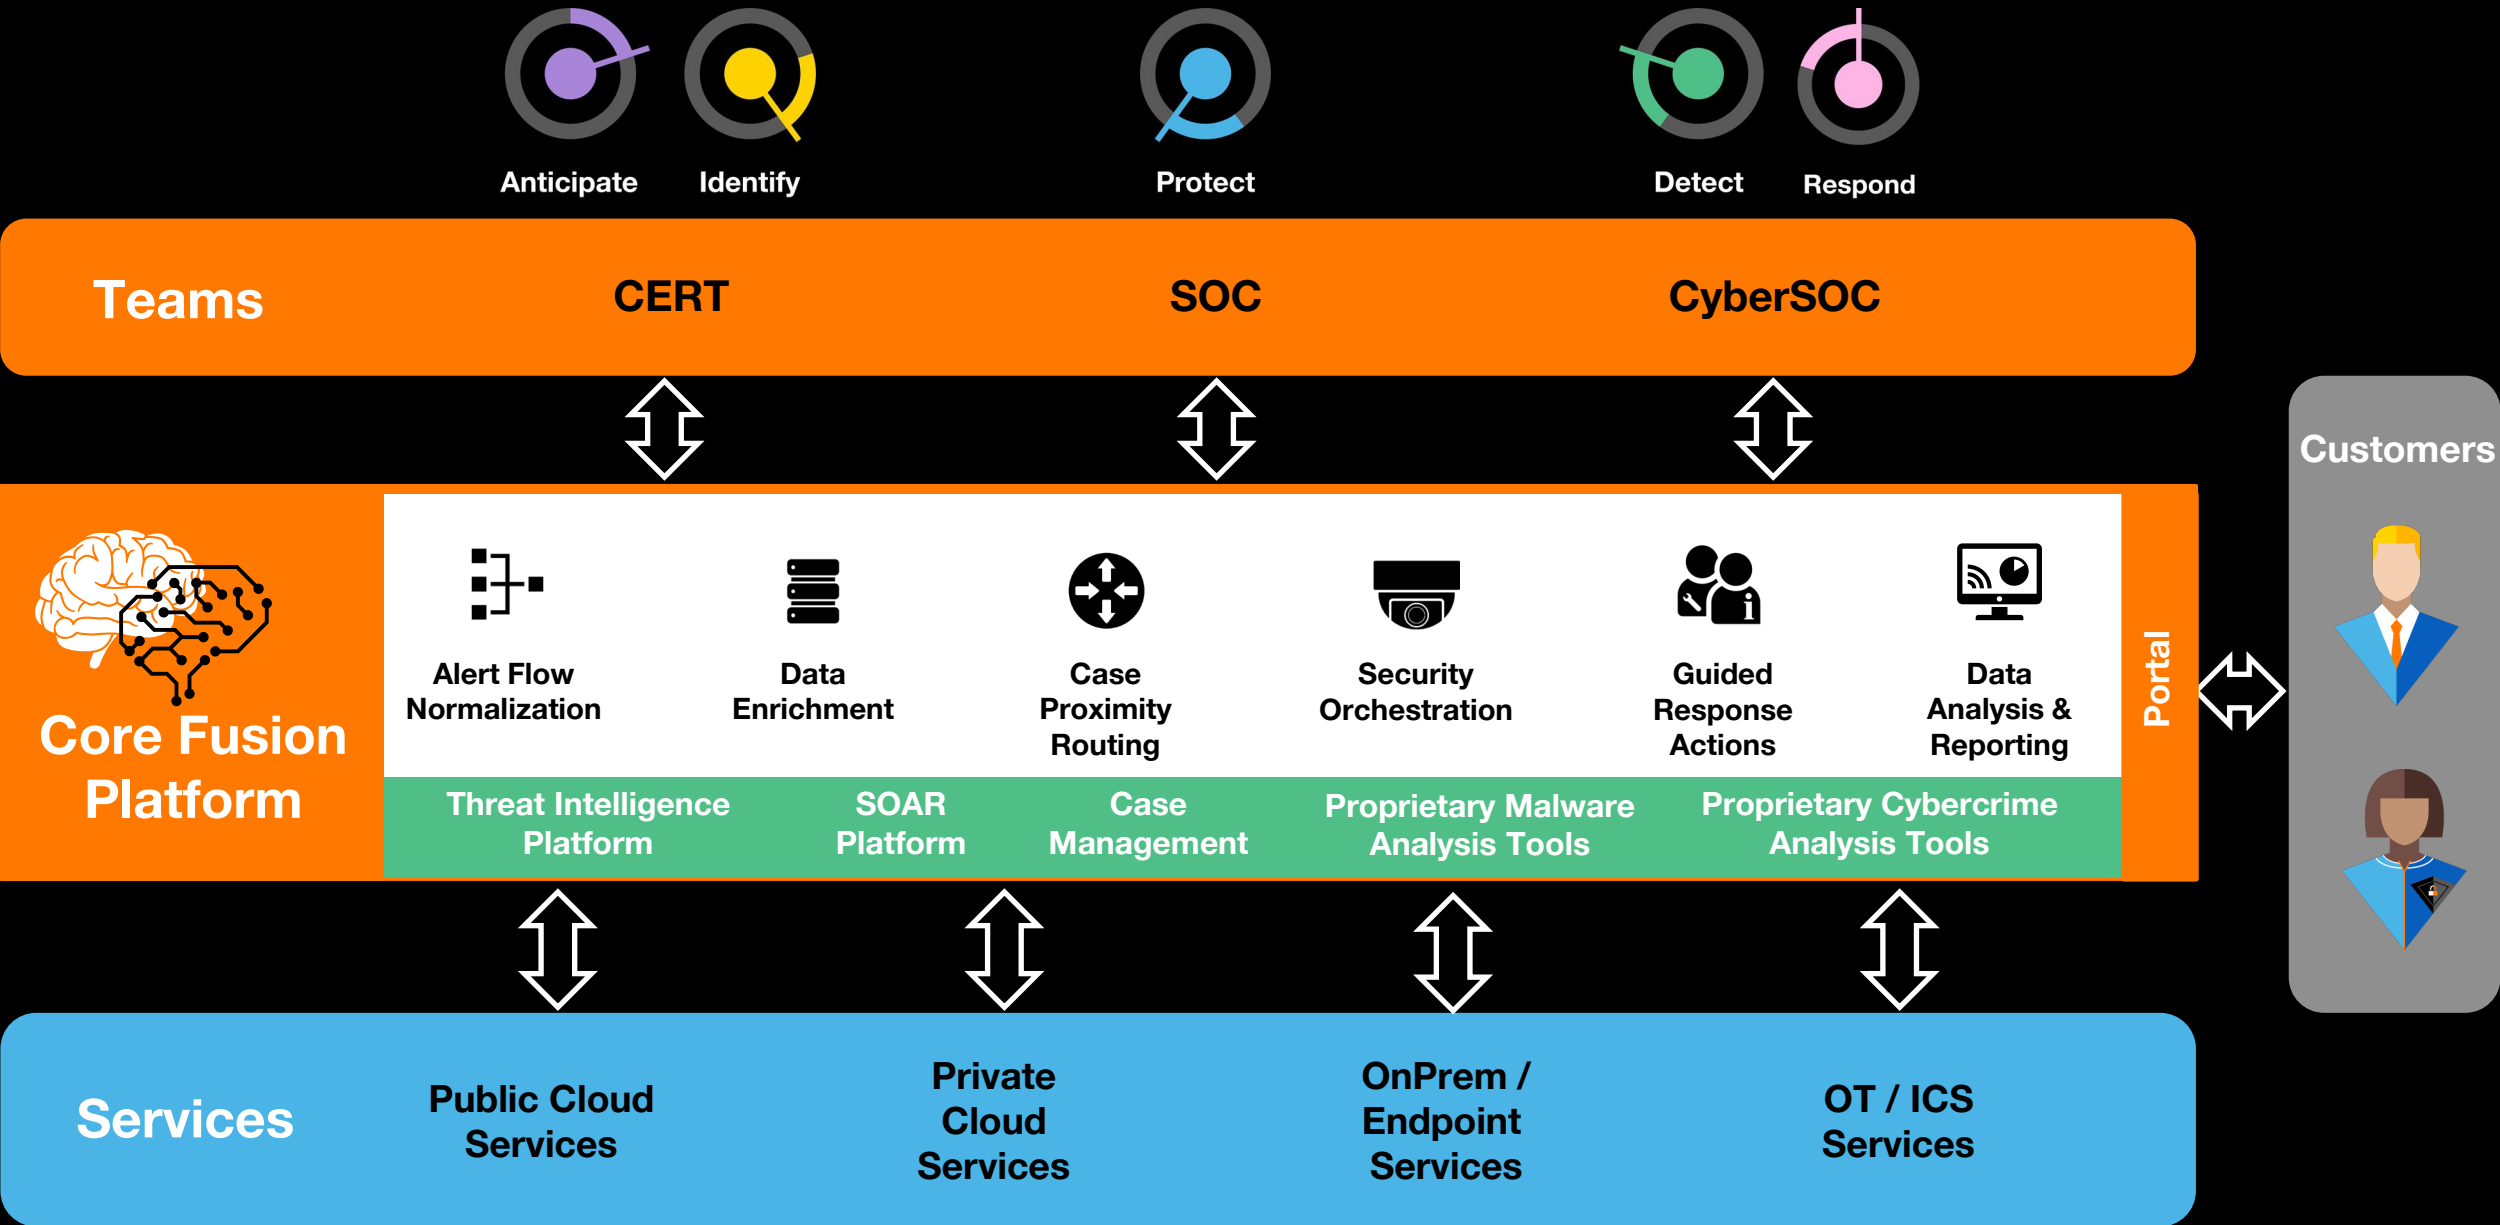 Anticipate
Identify
Protect
Detect
Respond
Teams
CERT
SOC
CyberSOC
Customers
Core Fusion
Platform
Alert Flow
Normalization
Data
Enrichment
Case
Proximity
Routing
Security
Orchestration
Guided
Response
Actions
Data
Analysis &
Reporting
Portal
Threat Intelligence
Platform
SOAR
Platform
Case
Management
Proprietary Malware
Analysis Tools
Proprietary Cybercrime
Analysis Tools
Services
Public Cloud
Services
Private
Cloud
Services
OnPrem /
Endpoint
Services
OT / ICS
Services